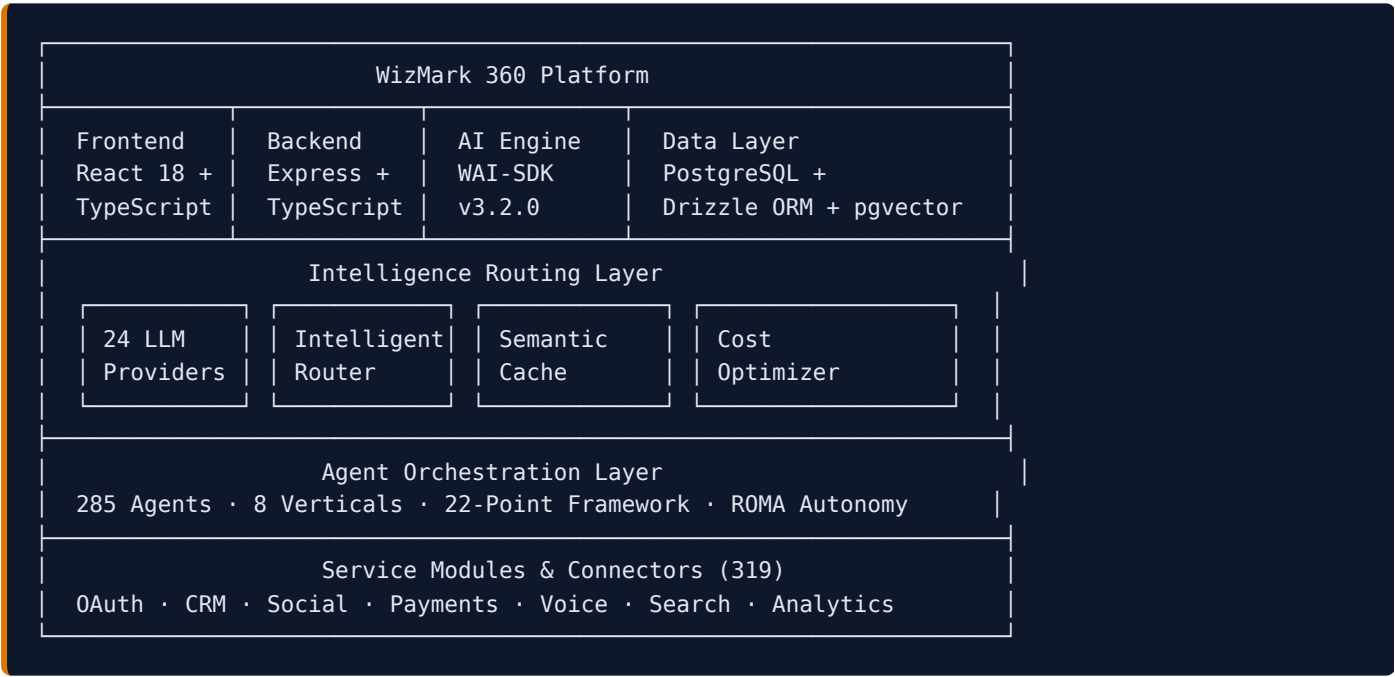 WizMark 360 Platform
Frontend Backend AI Engine Data Layer
React 18 + Express + WAI-SDK PostgreSQL +
TypeScript TypeScript v3.2.0 Drizzle ORM + pgvector
Intelligence Routing Layer
24 LLM Intelligent Semantic Cost
Providers Router Cache Optimizer
Agent Orchestration Layer
285 Agents · 8 Verticals · 22-Point Framework · ROMA Autonomy
Service Modules & Connectors (319)
OAuth · CRM · Social · Payments · Voice · Search · Analytics